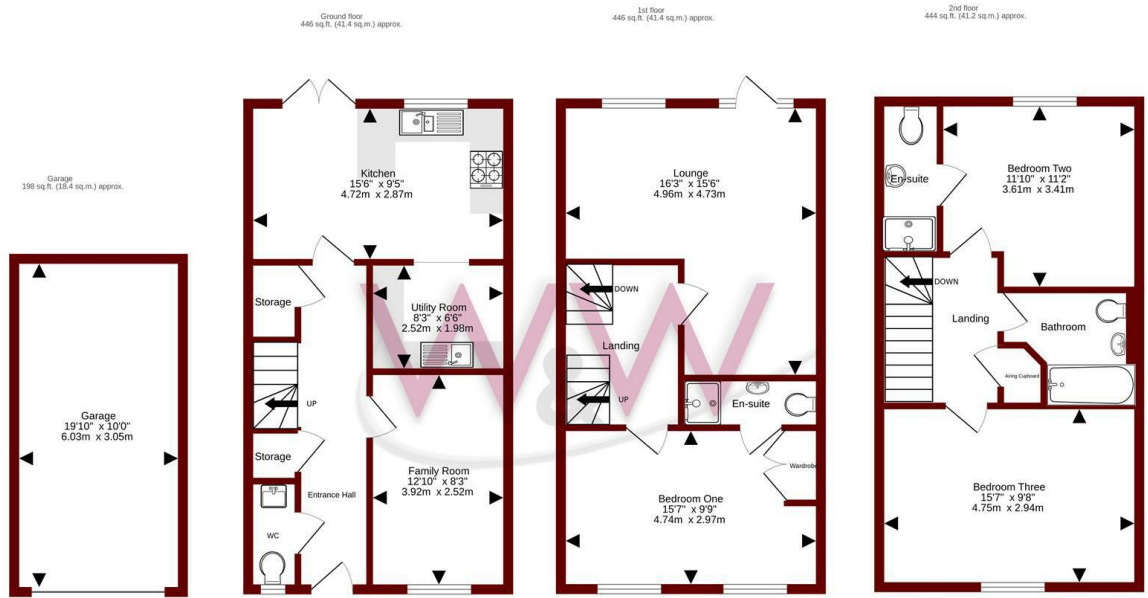 Garage
198 sq.ft. (18.4 sq.m.) approx.
Garage
19'10" x 10'0"
6.03m x 3.05m
Ground floor
446 sq.ft. (41.4 sq.m.) approx.
Kitchen
15'6" x 9'5"
4.72m x 2.87m
Storage
Utility Room
8'3" x 6'6"
2.52m x 1.98m
UP
Storage
Family Room
12'10" x 8'3"
3.92m x 2.52m
Entrance Hall
WC
1st floor
446 sq.ft. (41.4 sq.m.) approx.
Lounge
16'3" x 15'6"
4.96m x 4.73m
DOWN
Landing
UP
En-suite
Wardrobe
Bedroom One
15'7" x 9'9"
4.74m x 2.97m
2nd floor
444 sq.ft. (41.2 sq.m.) approx.
En-suite
Bedroom Two
11'10" x 11'2"
3.61m x 3.41m
DOWN
Landing
Bathroom
Airing Cupboard
Bedroom Three
15'7" x 9'8"
4.75m x 2.94m
W&W